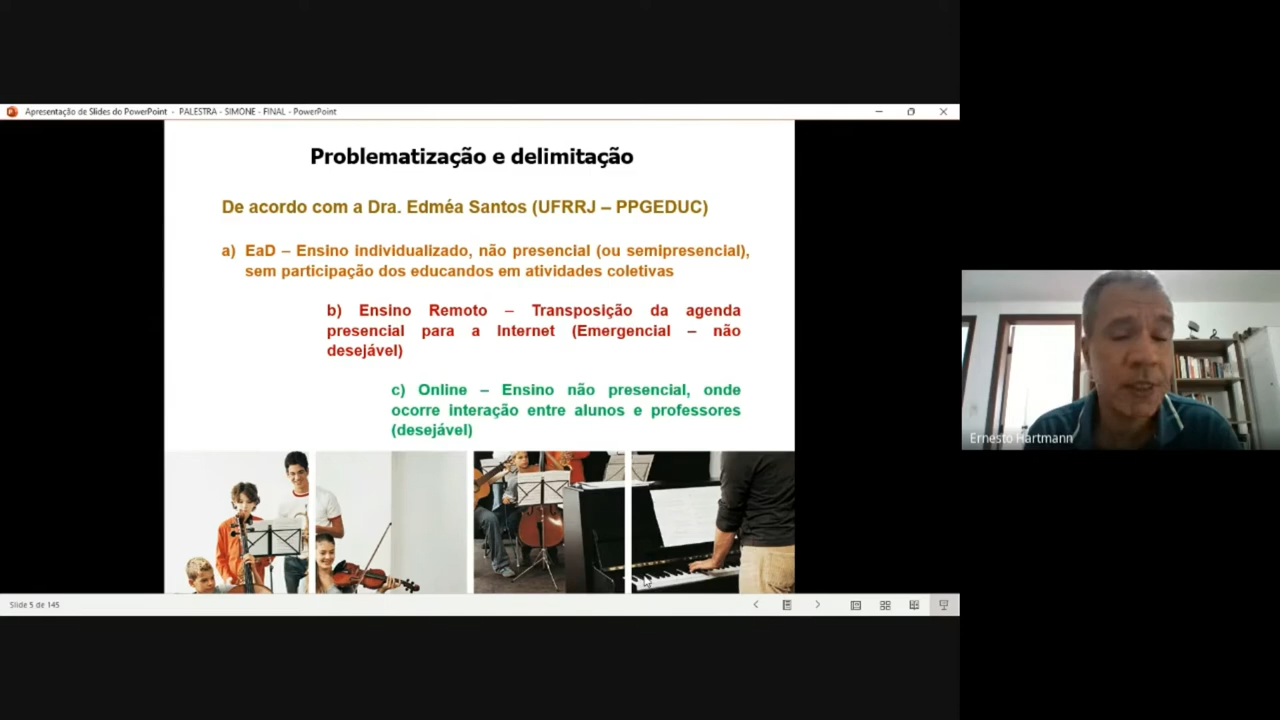 Apresentação de Slides do PowerPoint - PALESTRA - SIMONE - FINAL - PowerPoint
Problematização e delimitação
De acordo com a Dra. Edméa Santos (UFRRJ – PPGEDUC)
a) EaD – Ensino individualizado, não presencial (ou semipresencial),
sem participação dos educandos em atividades coletivas
b) Ensino Remoto – Transposição da agenda
presencial para a Internet (Emergencial – não
desejável)
c) Online – Ensino não presencial, onde
ocorre interação entre alunos e professores
(desejável)
Ernesto Hartmann
Slide 5 de 145